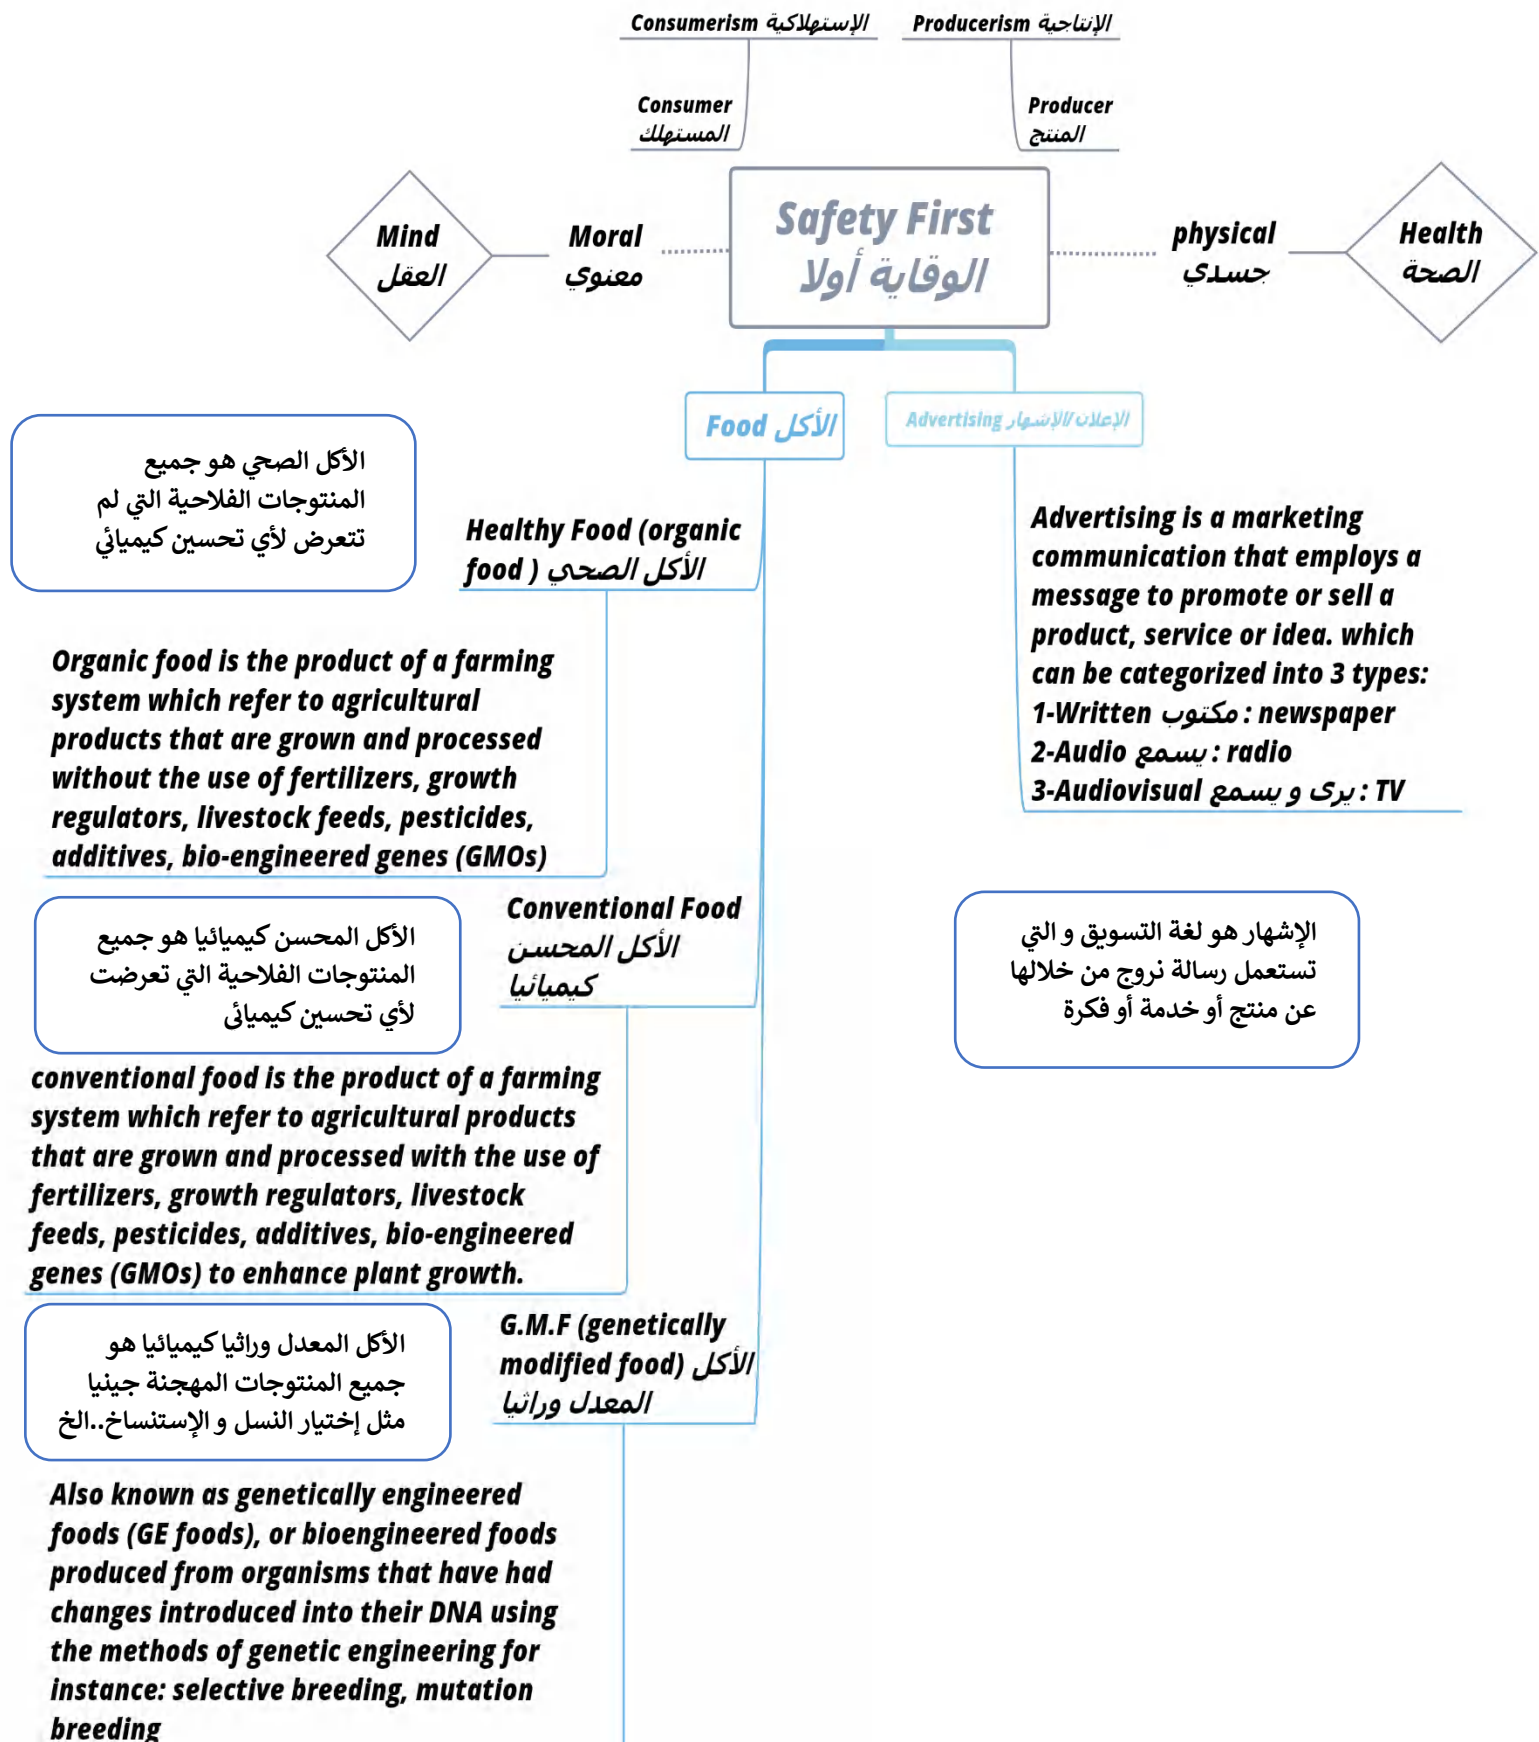 Consumerism الإستهلاكية
Producerism الإنتاجية
Consumer
المستهلك
Producer
المنتج
Mind
العقل
Moral
معنوي
Safety First
الوقاية أولا
physical
جسدي
Health
الصحة
Food الأكل
Advertising الإعلان/الإشهار
الأكل الصحي هو جميع
المنتوجات الفلاحية التي لم
تتعرض لأي تحسين كيميائي
Healthy Food (organic
food ) الأكل الصحي
Organic food is the product of a farming
system which refer to agricultural
products that are grown and processed
without the use of fertilizers, growth
regulators, livestock feeds, pesticides,
additives, bio-engineered genes (GMOs)
الأكل المحسن كيميائيا هو جميع
المنتوجات الفلاحية التي تعرضت
لأي تحسين كيميائى
Conventional Food
الأكل المحسن
كيميائيا
conventional food is the product of a farming
system which refer to agricultural products
that are grown and processed with the use of
fertilizers, growth regulators, livestock
feeds, pesticides, additives, bio-engineered
genes (GMOs) to enhance plant growth.
الأكل المعدل وراثيا كيميائيا هو
جميع المنتوجات المهجنة جينيا
مثل إختيار النسل و الإستنساخ..الخ
G.M.F (genetically
modified food) الأكل
المعدل وراثيا
Also known as genetically engineered
foods (GE foods), or bioengineered foods
produced from organisms that have had
changes introduced into their DNA using
the methods of genetic engineering for
instance: selective breeding, mutation
breeding
Advertising is a marketing
communication that employs a
message to promote or sell a
product, service or idea. which
can be categorized into 3 types:
1-Written مكتوب : newspaper
2-Audio يسمع : radio
3-Audiovisual يرى و يسمع : TV
الإشهار هو لغة التسويق و التي
تستعمل رسالة نروج من خلالها
عن منتج أو خدمة أو فكرة